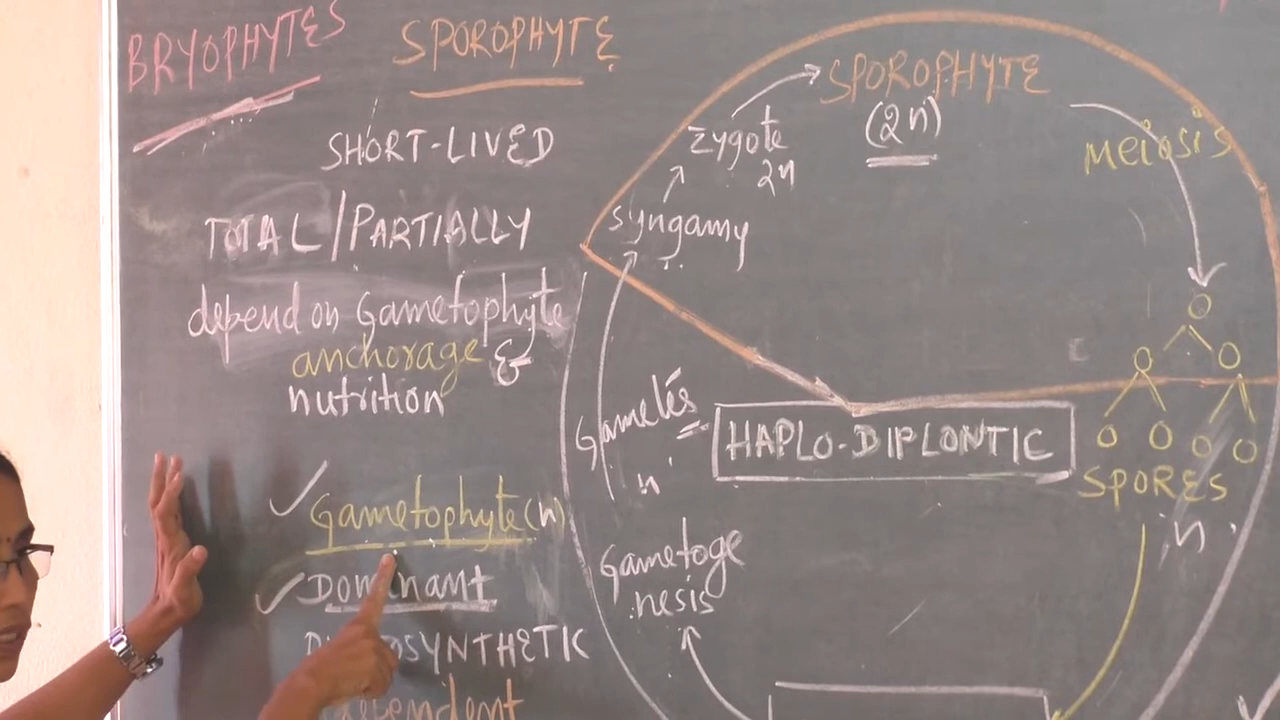 BRYOPHYTES
SPOROPHYTE
SHORT-LIVED
TOTAL/PARTIALLY
depend on Gametophyte
anchorage &
nutrition
Gametophyte(n)
Dominant
SPOROPHYTE
(2n)
Meiosis
Zygote
2n
Syngamy
Gametes
n
HAPLO-DIPLONTIC
SPORES
n
Gametoge
nesis